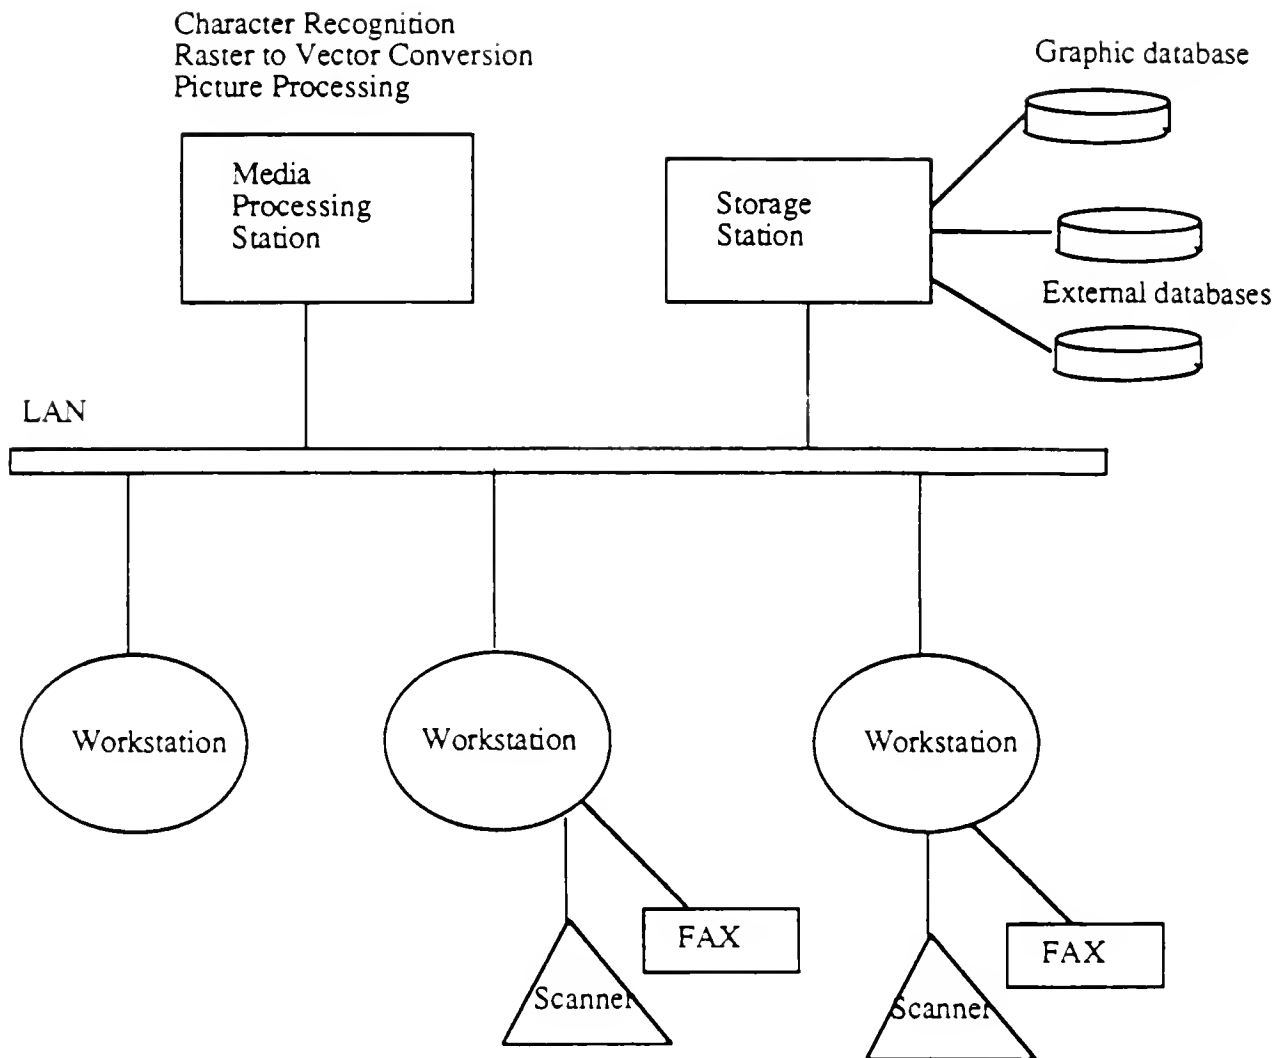 Character Recognition
Raster to Vector Conversion
Picture Processing
Graphic database
Media
Processing
Station
Storage
Station
External databases
LAN
Workstation
Workstation
Workstation
FAX
FAX
Scanner
Scanner